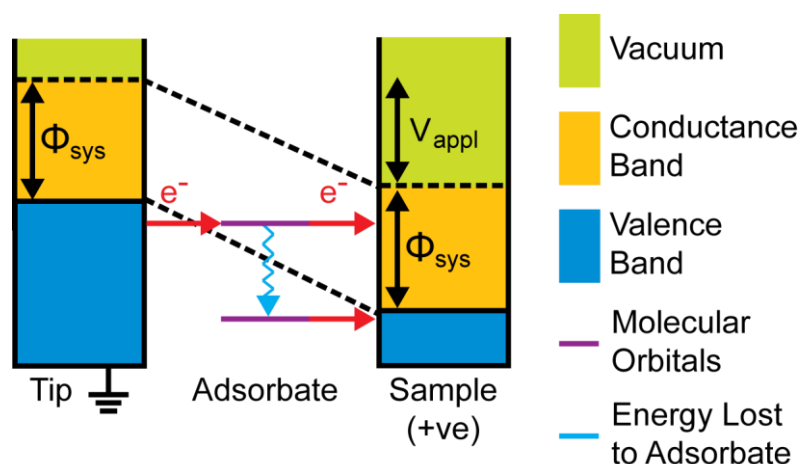 Φsys
e-
e-
Vappl
Φsys
Tip
Adsorbate
Sample
(+ve)
Vacuum
Conductance
Band
Valence
Band
Molecular
Orbitals
Energy Lost
to Adsorbate